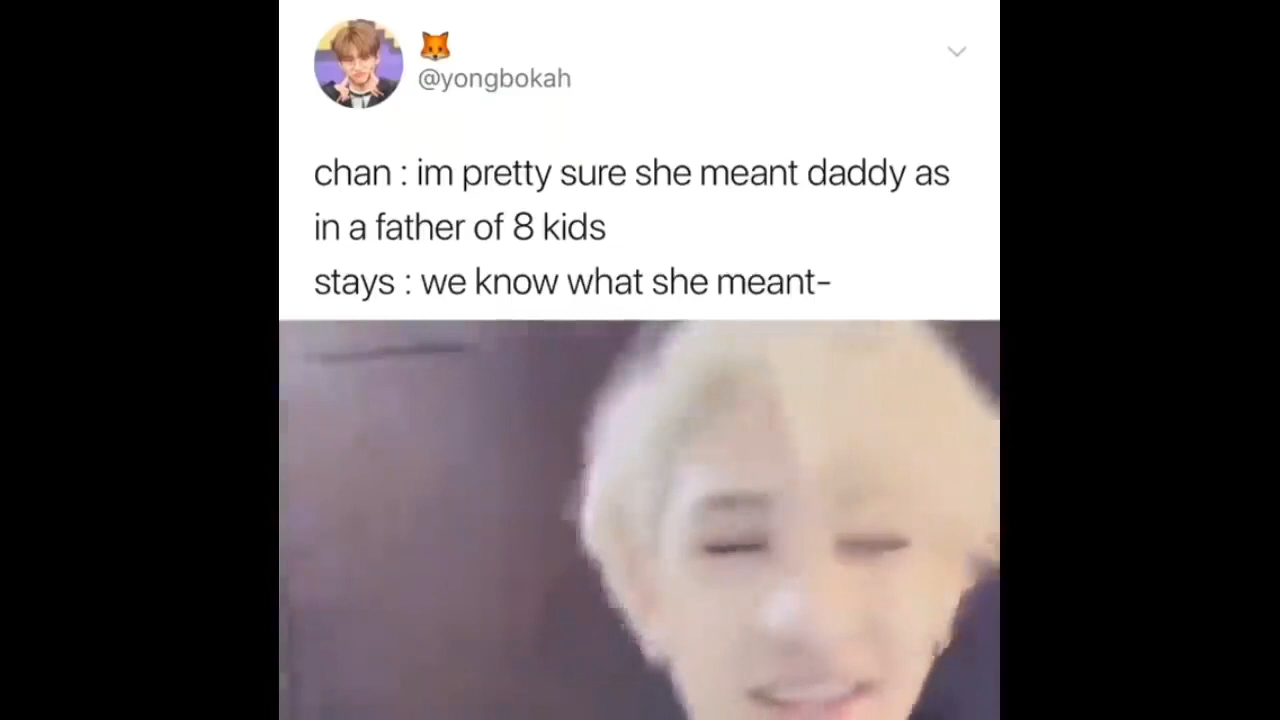 🦊
@yongbokah
chan : im pretty sure she meant daddy as
in a father of 8 kids
stays : we know what she meant-